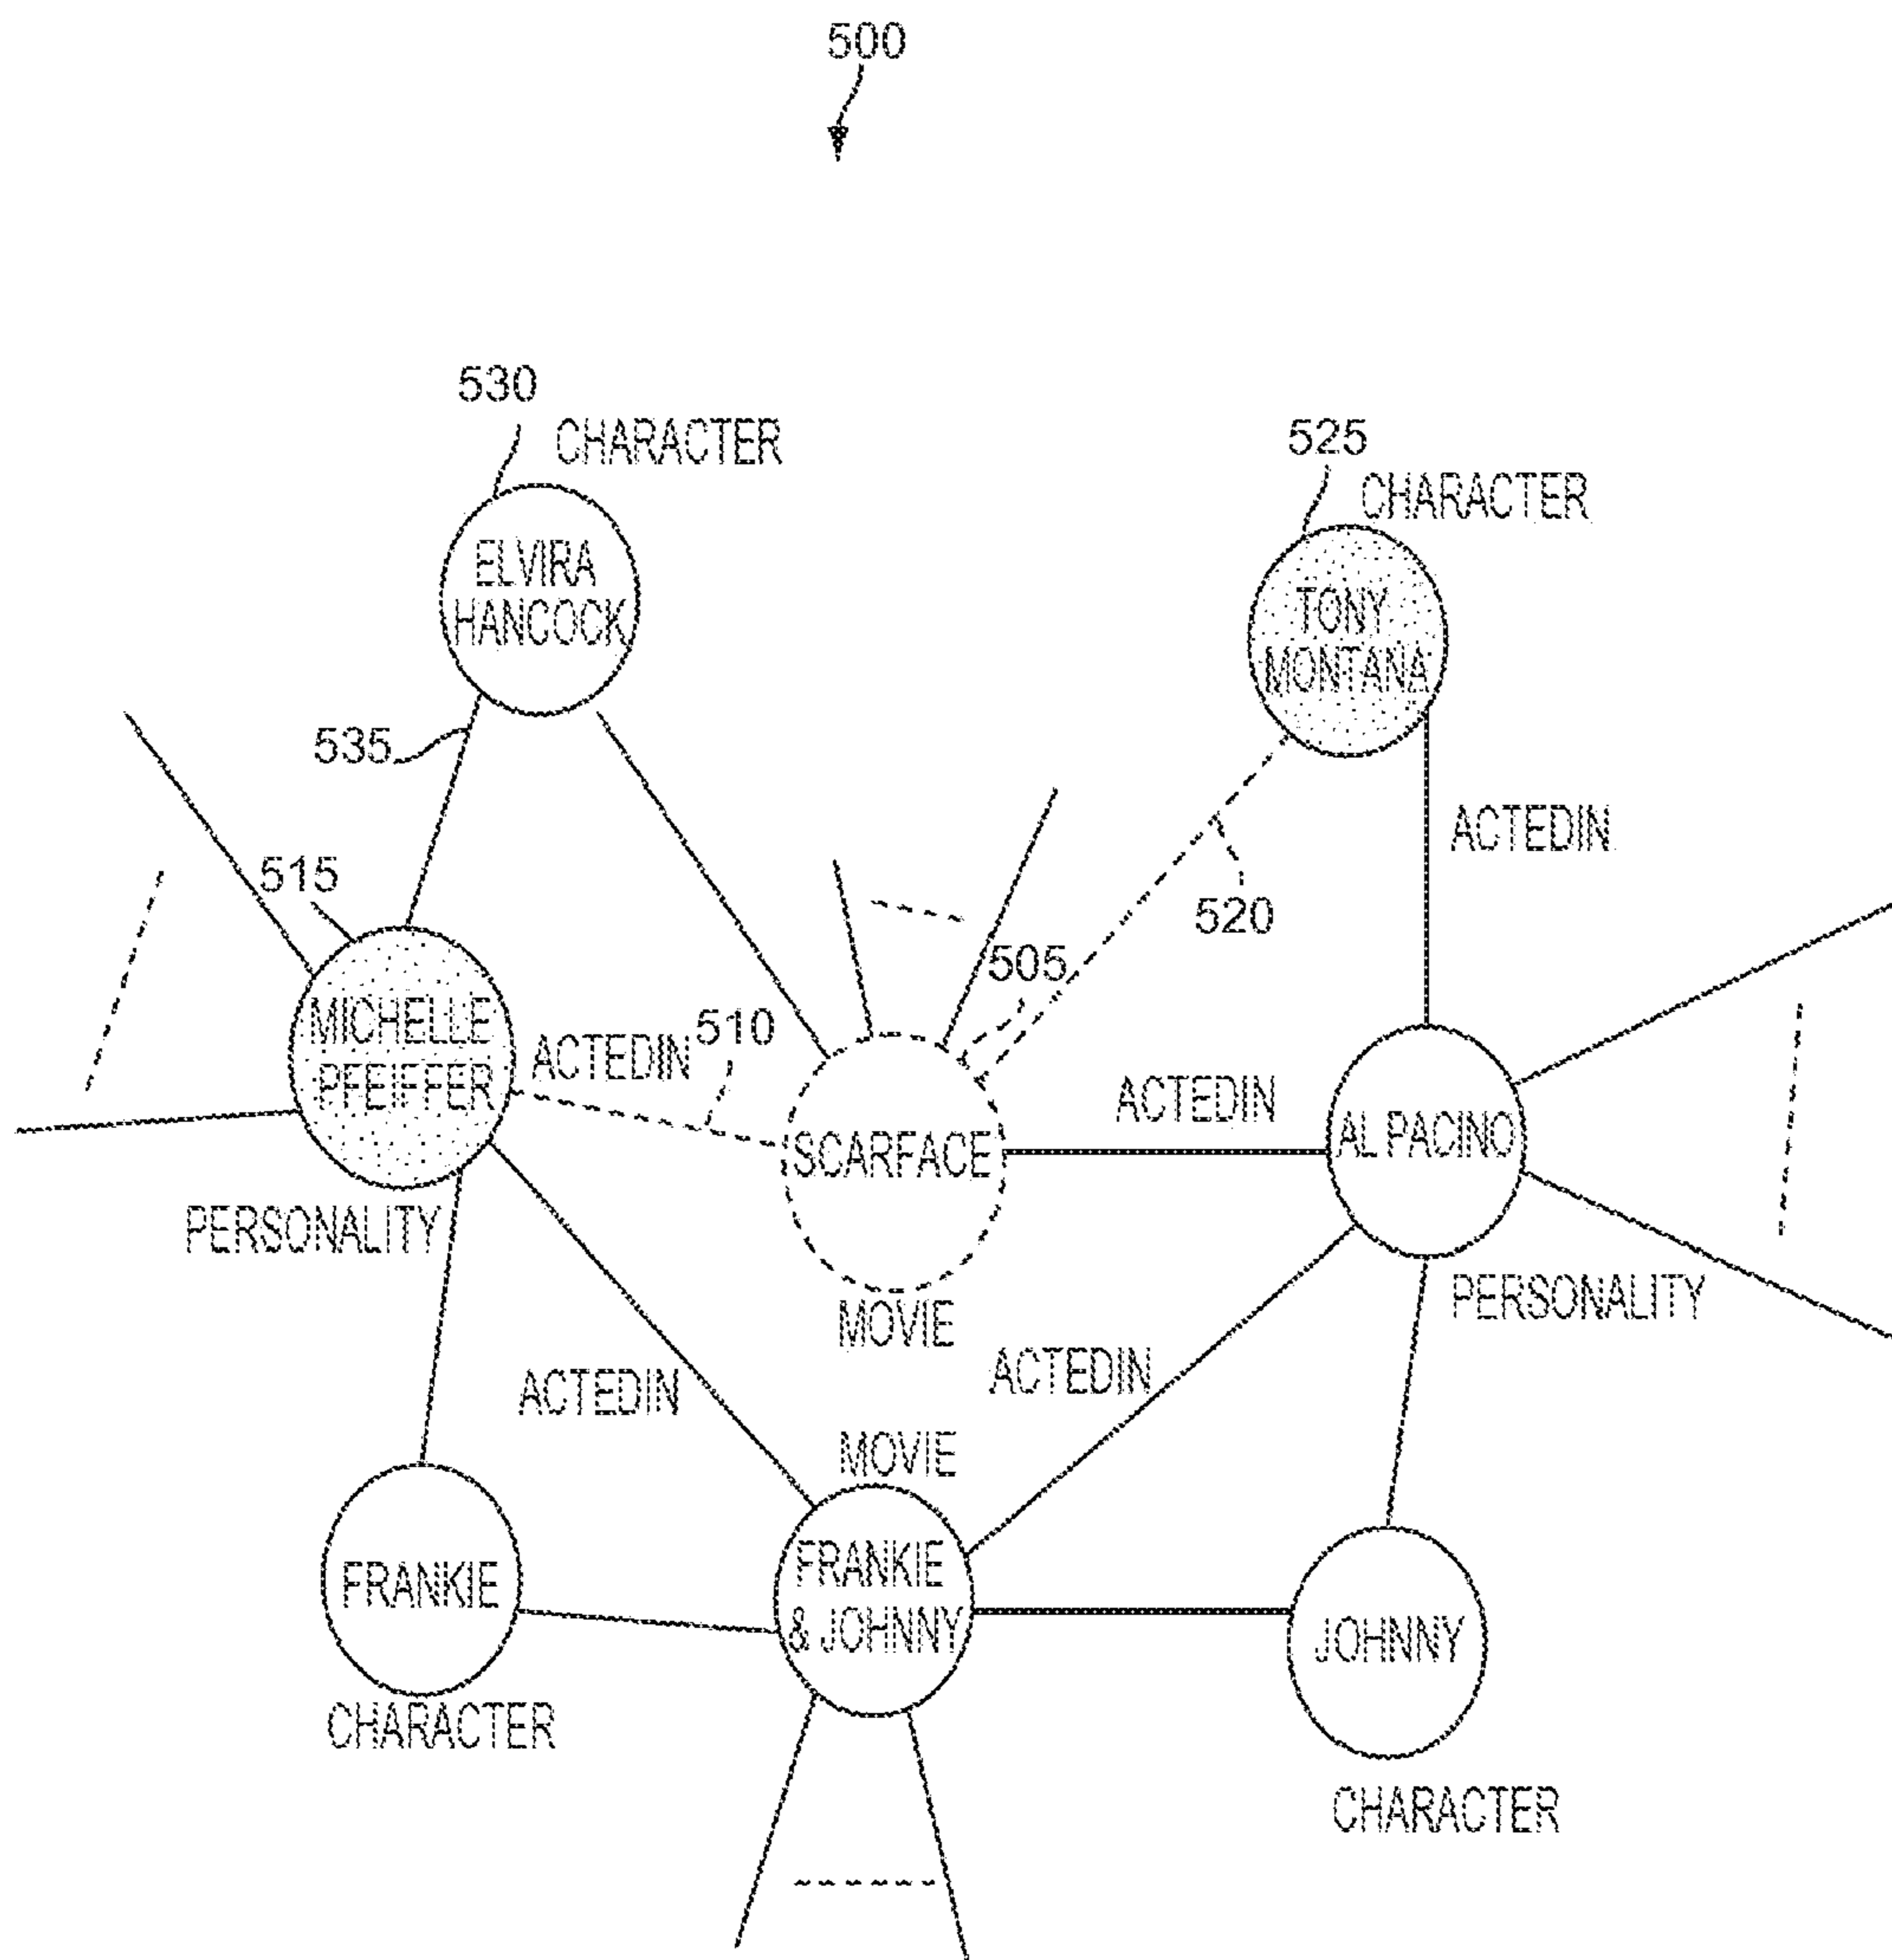 500
530
CHARACTER
525
CHARACTER
ELVIRA
HANCOCK
TONY
MONTANA
535
ACTEDIN
515
520
505
MICHELLE
PFEIFFER
ACTEDIN
510
ACTEDIN
SCARFACE
AL PACINO
PERSONALITY
MOVIE
PERSONALITY
ACTEDIN
ACTEDIN
MOVIE
FRANKIE
FRANKIE
& JOHNNY
JOHNNY
CHARACTER
CHARACTER